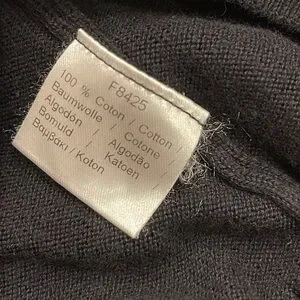 F8425
100 % Coton / Cotton
Baumwolle / Cotone /
Algodón / Algodão /
Bomuld / Katoen /
Βαμβάκι / Koton